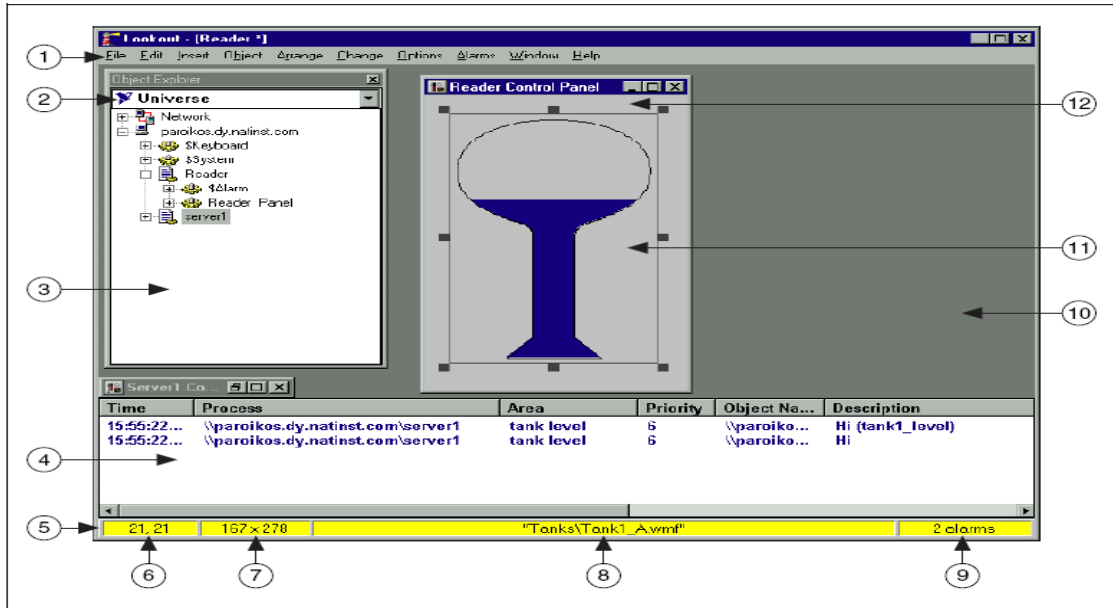 Lookout - [Reader *]
1
File Edit Insert Object Arrange Change Options Alarms Window Help
Object Explorer
Reader Control Panel
2
Universe
12
Network
paroikos.dy.natinst.com
$Keyboard
$System
Reader
$Alarm
Reader Panel
server1
11
3
10
Server1 Co...
Time Process Area Priority Object Na... Description
15:55:22... \\paroikos.dy.natinst.com\server1 tank level 6 \\paroiko... Hi (tank1_level)
15:55:22... \\paroikos.dy.natinst.com\server1 tank level 6 \\paroiko... Hi
4
5
21, 21 167 x 278 "Tanks\Tank1_A.wmf" 2 alarms
6 7 8 9